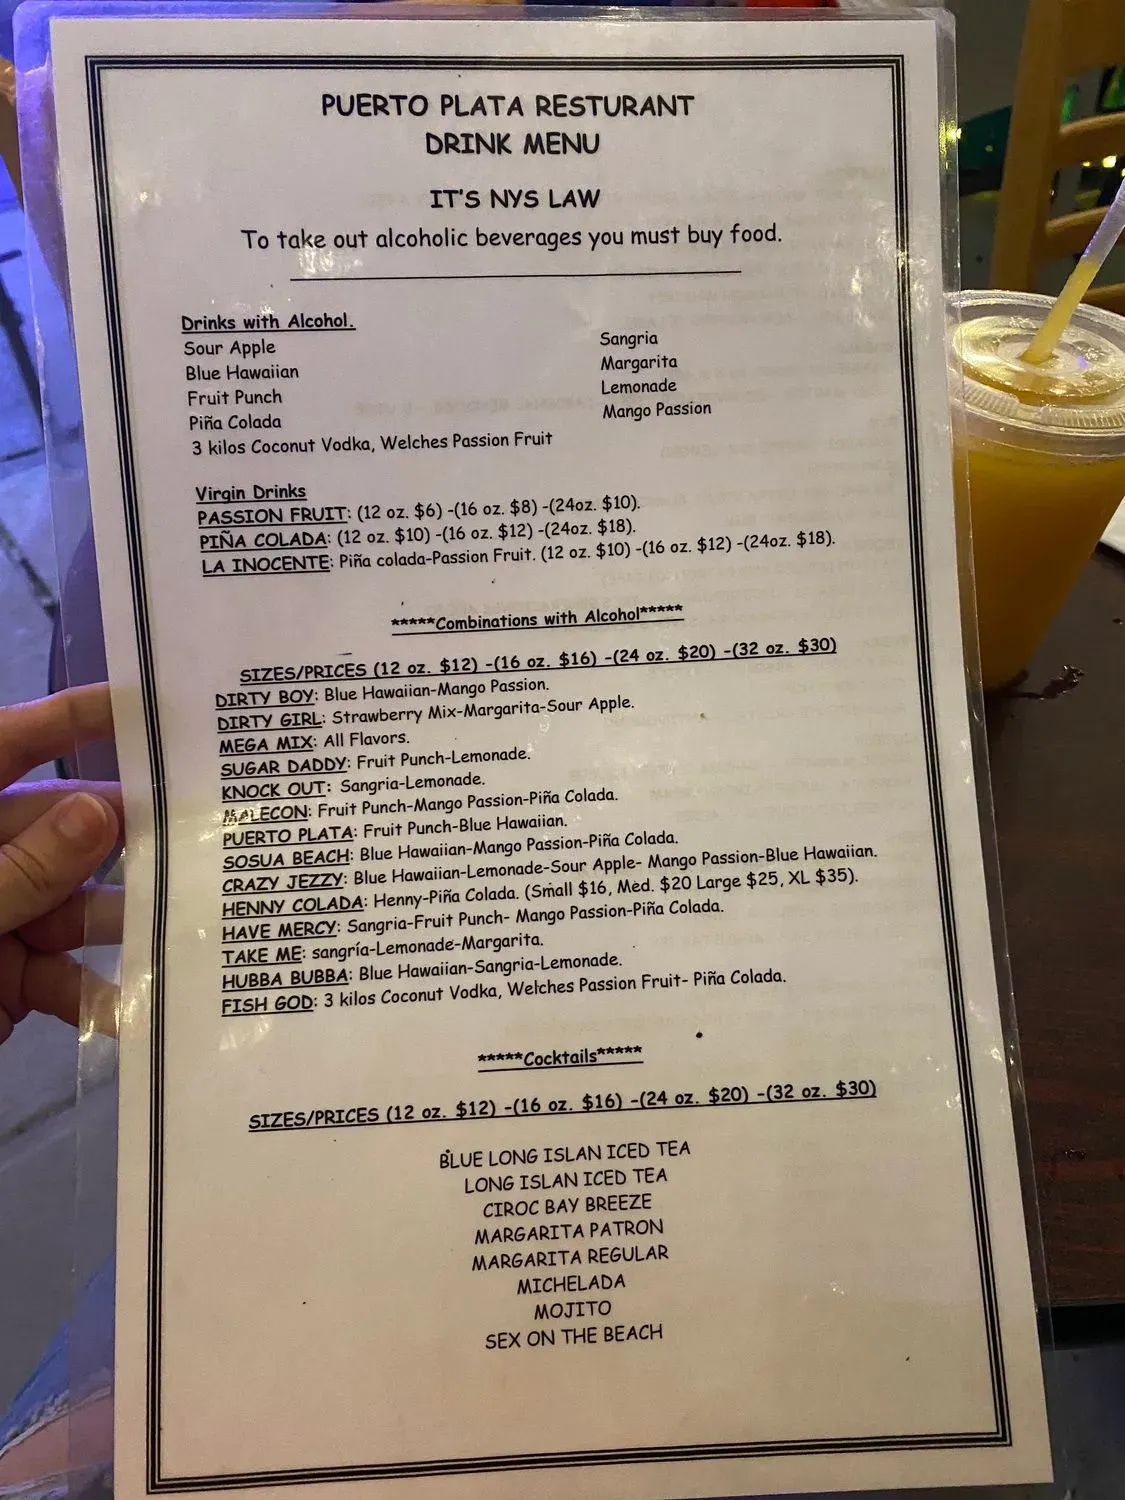 PUERTO PLATA RESTURANT
DRINK MENU
IT'S NYS LAW
To take out alcoholic beverages you must buy food.
Drinks with Alcohol.
Sour Apple
Blue Hawaiian
Fruit Punch
Piña Colada
3 kilos Coconut Vodka, Welches Passion Fruit
Sangria
Margarita
Lemonade
Mango Passion
Virgin Drinks
PASSION FRUIT: (12 oz. $6) -(16 oz. $8) -(24oz. $10).
PIÑA COLADA: (12 oz. $10) -(16 oz. $12) -(24oz. $18).
LA INOCENTE: Piña colada-Passion Fruit. (12 oz. $10) -(16 oz. $12) -(24oz. $18).
*****Combinations with Alcohol*****
SIZES/PRICES (12 oz. $12) -(16 oz. $16) -(24 oz. $20) -(32 oz. $30)
DIRTY BOY: Blue Hawaiian-Mango Passion.
DIRTY GIRL: Strawberry Mix-Margarita-Sour Apple.
MEGA MIX: All Flavors.
SUGAR DADDY: Fruit Punch-Lemonade.
KNOCK OUT: Sangria-Lemonade.
MALECON: Fruit Punch-Mango Passion-Piña Colada.
PUERTO PLATA: Fruit Punch-Blue Hawaiian.
SOSUA BEACH: Blue Hawaiian-Mango Passion-Piña Colada.
CRAZY JEZZY: Blue Hawaiian-Lemonade-Sour Apple- Mango Passion-Blue Hawaiian.
HENNY COLADA: Henny-Piña Colada. (Small $16, Med. $20 Large $25, XL $35).
HAVE MERCY: Sangria-Fruit Punch- Mango Passion-Piña Colada.
TAKE ME: sangría-Lemonade-Margarita.
HUBBA BUBBA: Blue Hawaiian-Sangria-Lemonade.
FISH GOD: 3 kilos Coconut Vodka, Welches Passion Fruit- Piña Colada.
*****Cocktails*****
SIZES/PRICES (12 oz. $12) -(16 oz. $16) -(24 oz. $20) -(32 oz. $30)
BLUE LONG ISLAN ICED TEA
LONG ISLAN ICED TEA
CIROC BAY BREEZE
MARGARITA PATRON
MARGARITA REGULAR
MICHELADA
MOJITO
SEX ON THE BEACH